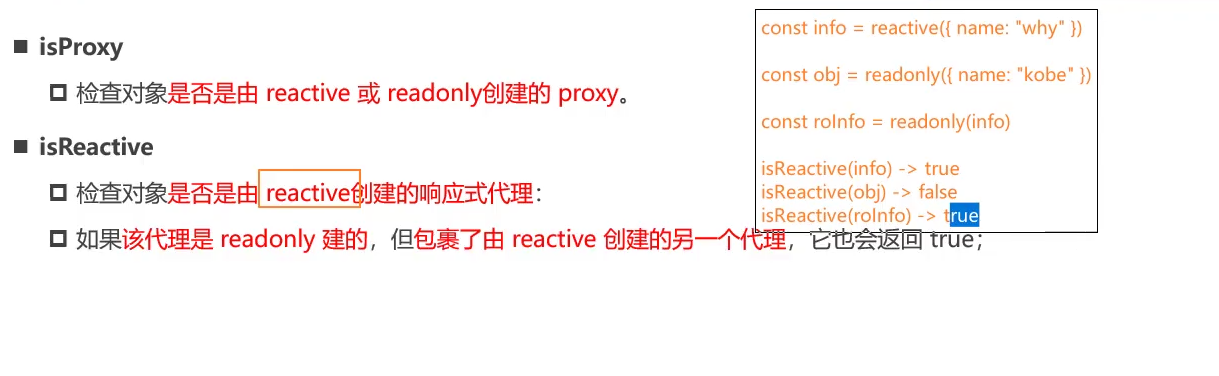 isProxy
检查对象是否是由 reactive 或 readonly创建的 proxy。
isReactive
检查对象是否是由 reactive创建的响应式代理：
如果该代理是 readonly 建的，但包裹了由 reactive 创建的另一个代理，它也会返回 true；
const info = reactive({ name: "why" })
const obj = readonly({ name: "kobe" })
const roInfo = readonly(info)
isReactive(info) -> true
isReactive(obj) -> false
isReactive(roInfo) -> true